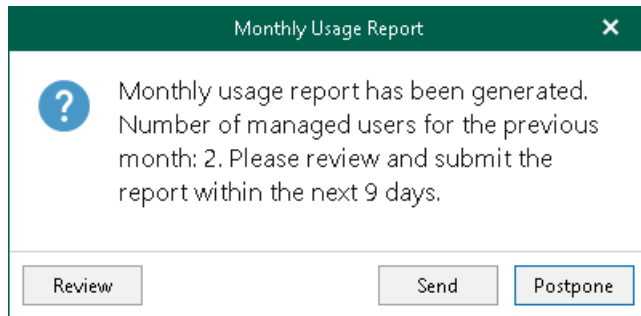 Monthly Usage Report
Monthly usage report has been generated.
Number of managed users for the previous
month: 2. Please review and submit the
report within the next 9 days.
Review
Send
Postpone